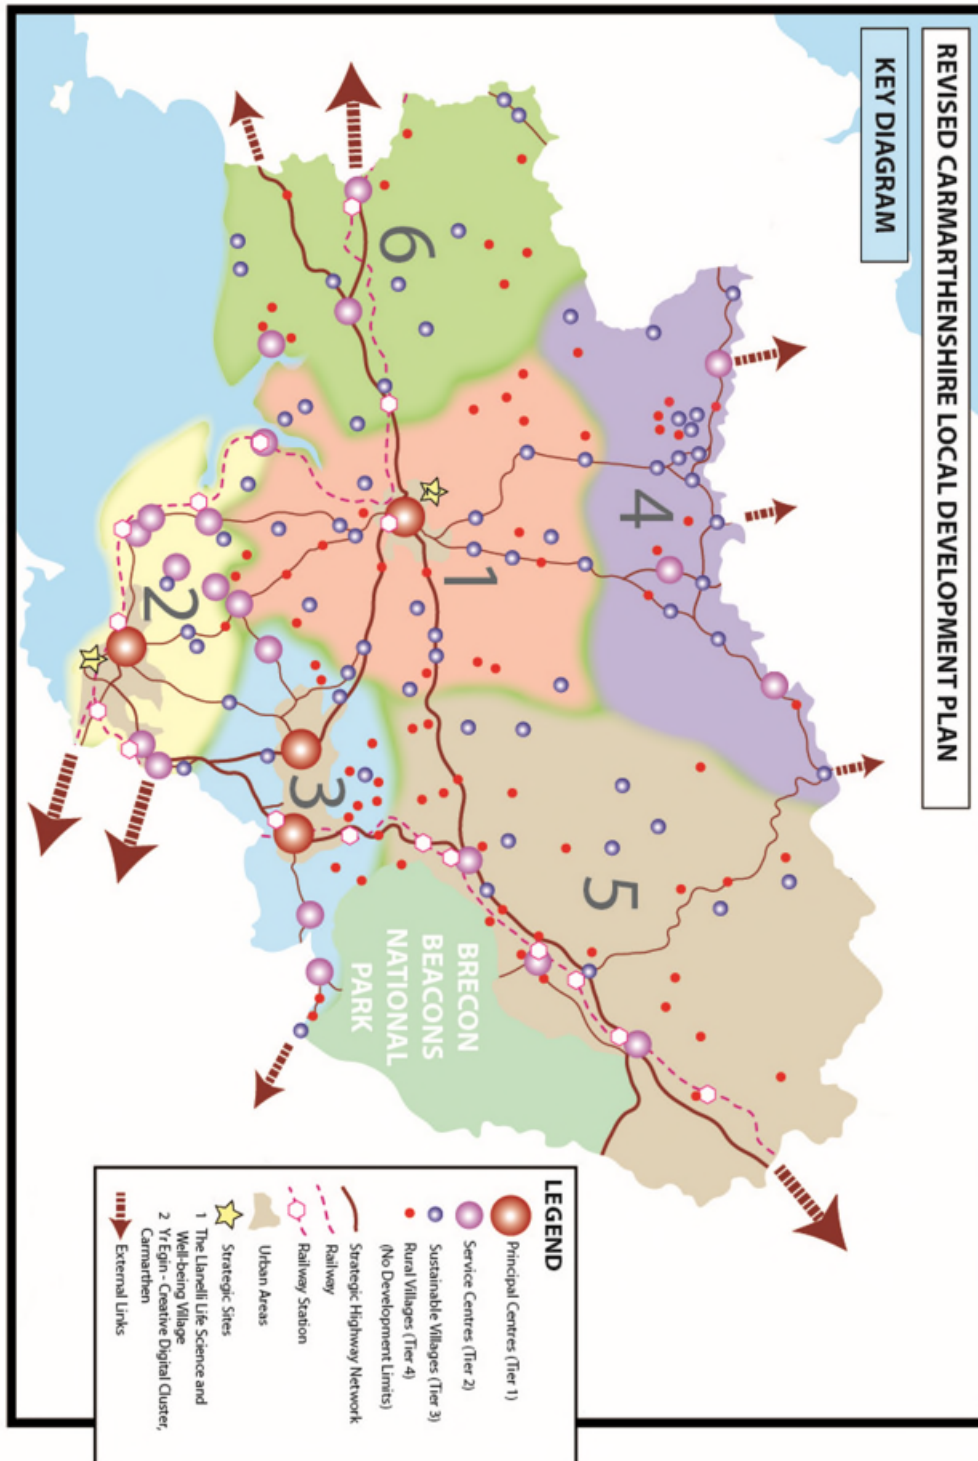 REVISED CARMARTHENSHIRE LOCAL DEVELOPMENT PLAN
KEY DIAGRAM
4
6
5
1
2
2
3
1
BRECON
BEACONS
NATIONAL
PARK
LEGEND
Principal Centres (Tier 1)
Service Centres (Tier 2)
Sustainable Villages (Tier 3)
Rural Villages (Tier 4)
(No Development Limits)
Strategic Highway Network
Railway
Railway Station
Urban Areas
Strategic Sites
1 The Llanelli Life Science and
Well-being Village
2 Yr Egin - Creative Digital Cluster,
Carmarthen
External Links